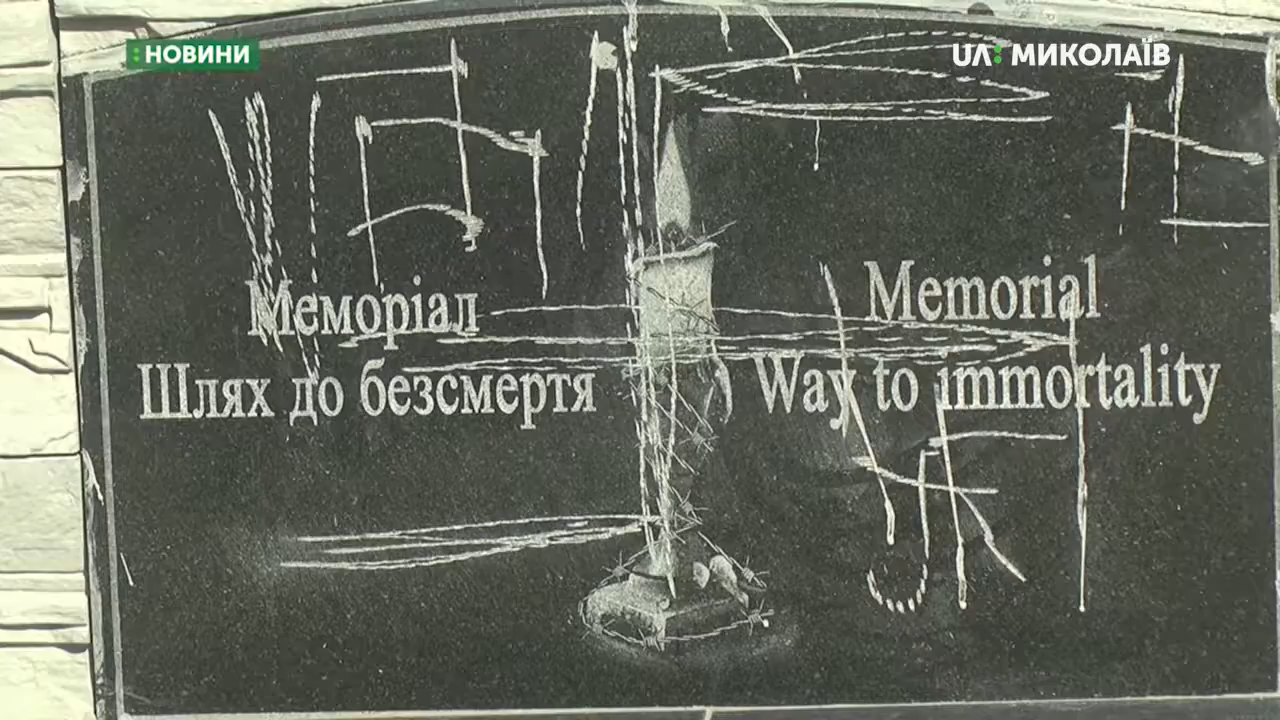 :НОВИНИ
UA: МИКОЛАЇВ
Меморіал
Шлях до безсмертя
Memorial
Way to immortality